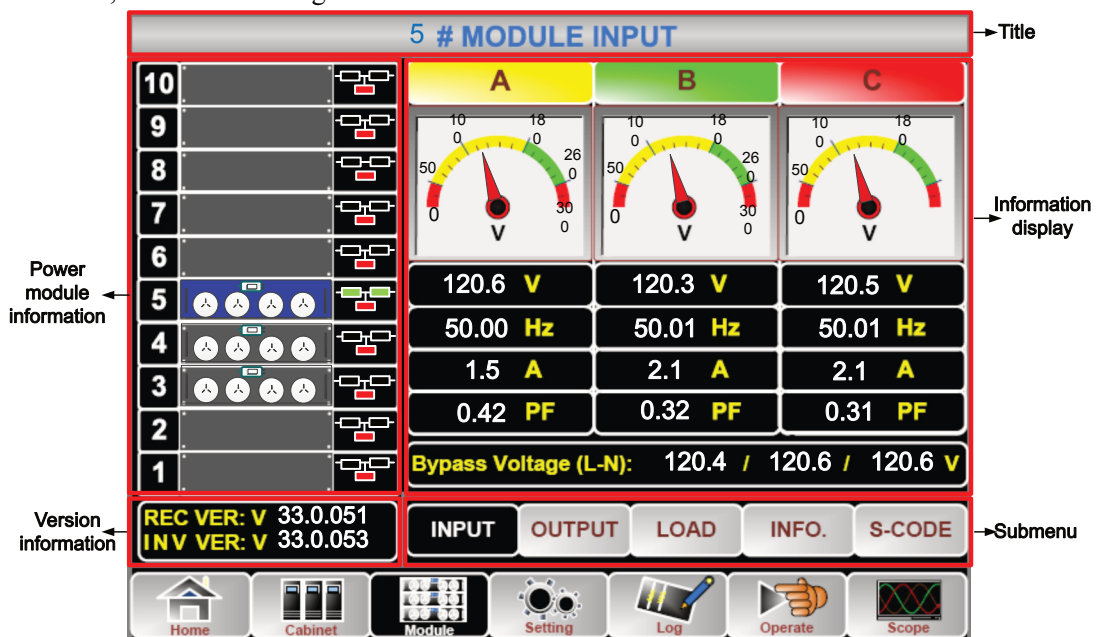 5 # MODULE INPUT
Title
10
9
8
7
6
5
4
3
2
1
A B C
10 0 18 0 26 0 30 0 50 0 V
10 0 18 0 26 0 30 0 50 0 V
10 0 18 0 50 0 V
120.6 V 120.3 V 120.5 V
50.00 Hz 50.01 Hz 50.01 Hz
1.5 A 2.1 A 2.1 A
0.42 PF 0.32 PF 0.31 PF
Bypass Voltage (L-N): 120.4 / 120.6 / 120.6 V
Power
module
information
Information
display
Version
information
REC VER: V 33.0.051
INV VER: V 33.0.053
INPUT OUTPUT LOAD INFO. S-CODE
Submenu
Home Cabinet Module Setting Log Operate Scope